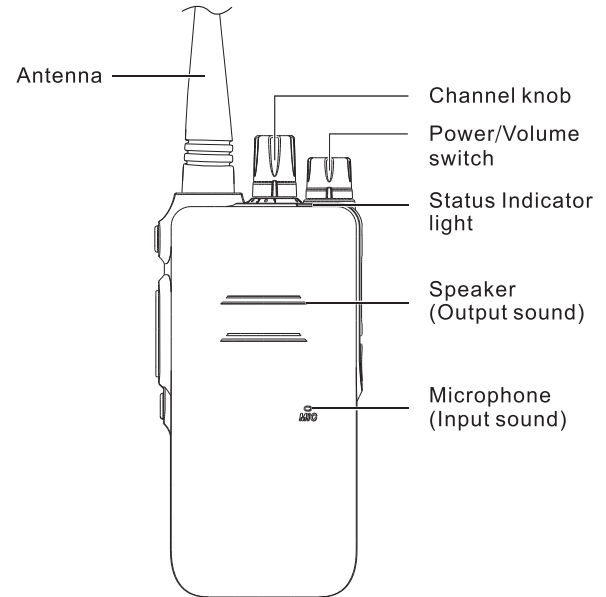 Antenna
Channel knob
Power/Volume
switch
Status Indicator
light
Speaker
(Output sound)
Microphone
(Input sound)
MIC